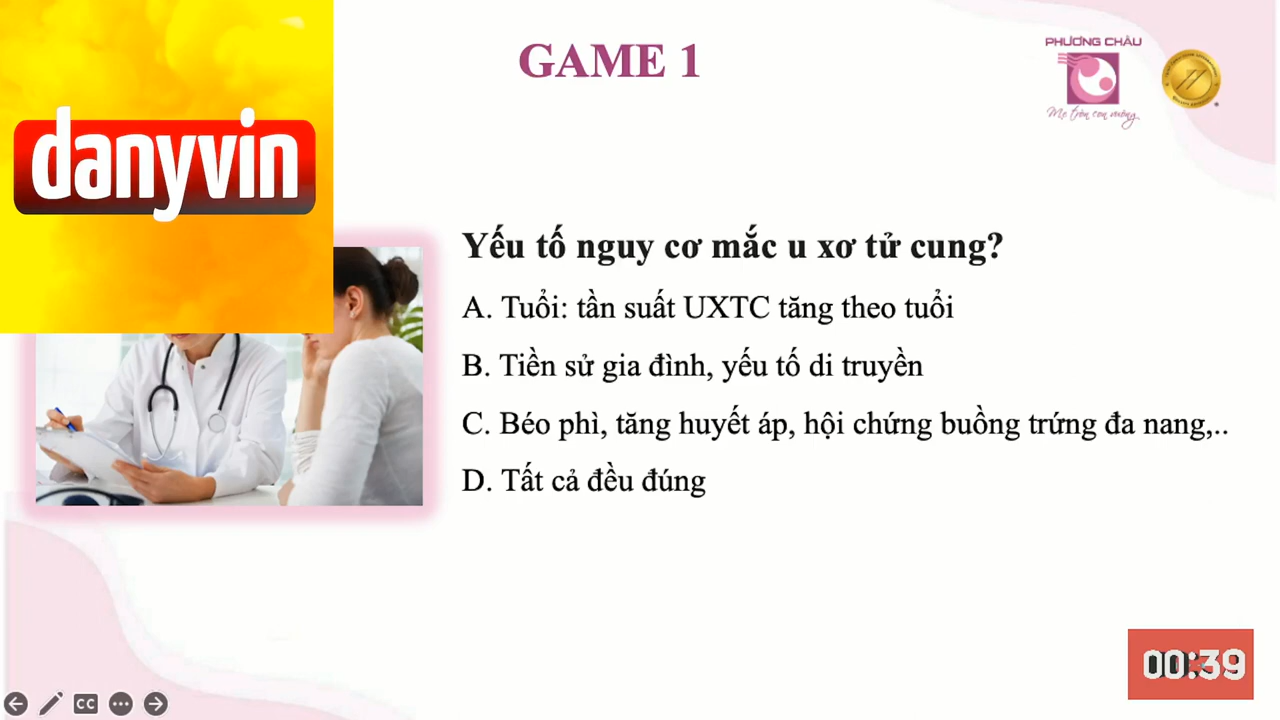 GAME 1
PHƯƠNG CHÂU
Mẹ tròn con vuông
danyvin
Yếu tố nguy cơ mắc u xơ tử cung?
A. Tuổi: tần suất UXTC tăng theo tuổi
B. Tiền sử gia đình, yếu tố di truyền
C. Béo phì, tăng huyết áp, hội chứng buồng trứng đa nang,..
D. Tất cả đều đúng
00:39
CC